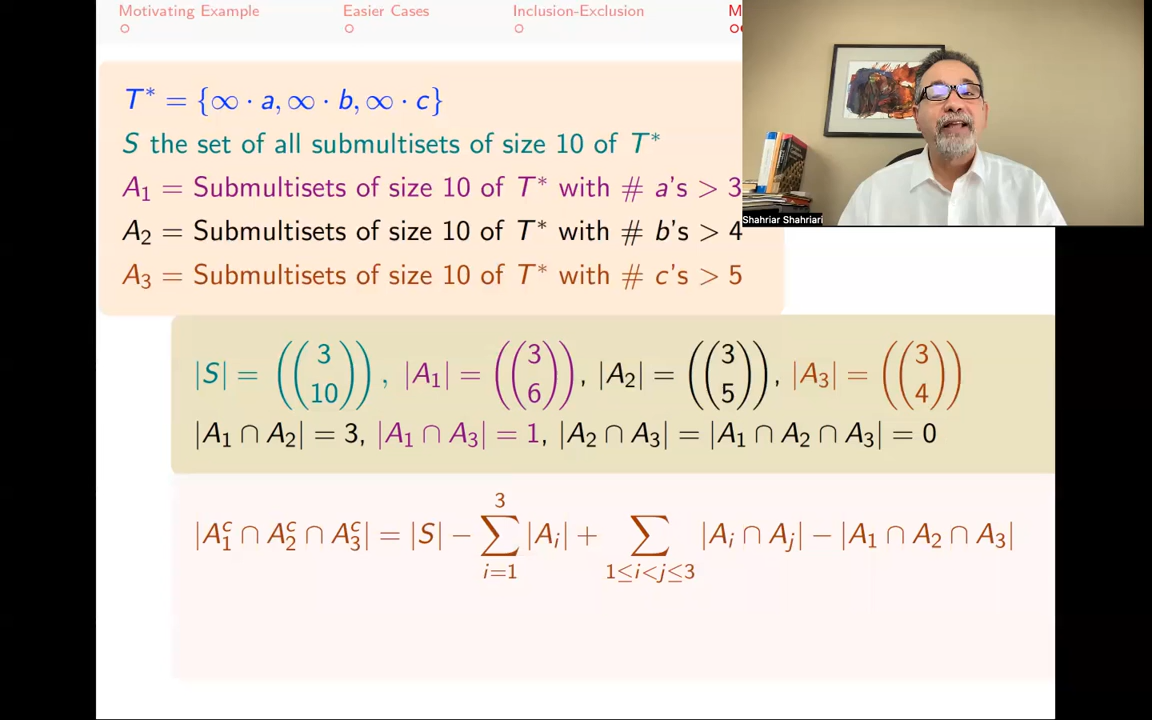 Motivating Example Easier Cases Inclusion-Exclusion M
T* = {∞ · a, ∞ · b, ∞ · c}
S the set of all submultisets of size 10 of T*
A₁ = Submultisets of size 10 of T* with # a's > 3
A₂ = Submultisets of size 10 of T* with # b's > 4
A₃ = Submultisets of size 10 of T* with # c's > 5
Shahriar Shahriari
|S| = ((3 10)), |A₁| = ((3 6)), |A₂| = ((3 5)), |A₃| = ((3 4))
|A₁ ∩ A₂| = 3, |A₁ ∩ A₃| = 1, |A₂ ∩ A₃| = |A₁ ∩ A₂ ∩ A₃| = 0
|A₁ᶜ ∩ A₂ᶜ ∩ A₃ᶜ| = |S| − ∑_{i=1}^{3} |Aᵢ| + ∑_{1≤i<j≤3} |Aᵢ ∩ Aⱼ| − |A₁ ∩ A₂ ∩ A₃|